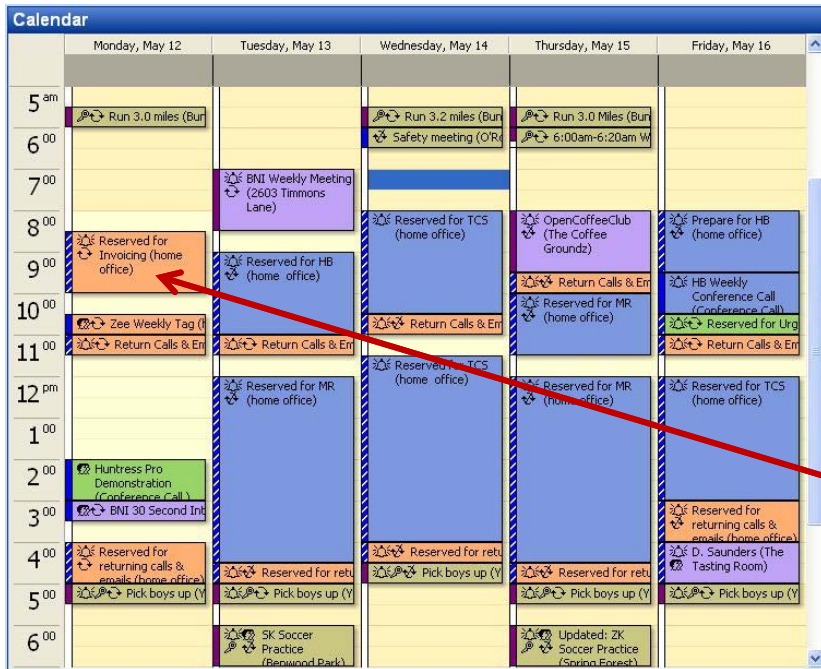 Calendar
Monday, May 12
Tuesday, May 13
Wednesday, May 14
Thursday, May 15
Friday, May 16
5 am
6 00
7 00
8 00
9 00
10 00
11 00
12 pm
1 00
2 00
3 00
4 00
5 00
6 00
Run 3.0 miles (Bun
Reserved for
Invoicing (home
office)
Zee Weekly Tag (
Return Calls & Em
Huntress Pro
Demonstration
(Conference Call )
BNI 30 Second Int
Reserved for
returning calls &
emails (home office)
Pick boys up (Y
BNI Weekly Meeting
(2603 Timmons
Lane)
Reserved for HB
(home office)
Return Calls & Em
Reserved for MR
(home office)
Reserved for retu
Pick boys up (Y
SK Soccer
Practice
(Benwood Park)
Run 3.2 miles (Bun
Safety meeting (O'Ro
Reserved for TCS
(home office)
Return Calls & Em
Reserved for TCS
(home office)
Reserved for retu
Pick boys up (Y
Run 3.0 Miles (Bun
6:00am-6:20am W
OpenCoffeeClub
(The Coffee
Groundz)
Return Calls & Em
Reserved for MR
(home office)
Reserved for MR
(home office)
Reserved for retu
Pick boys up (Y
Updated: ZK
Soccer Practice
(Spring Forest)
Prepare for HB
(home office)
HB Weekly
Conference Call
(Conference Call)
Reserved for Urg
Return Calls & Em
Reserved for TCS
(home office)
Reserved for
returning calls &
emails (home office)
D. Saunders (The
Tasting Room)
Pick boys up (Y